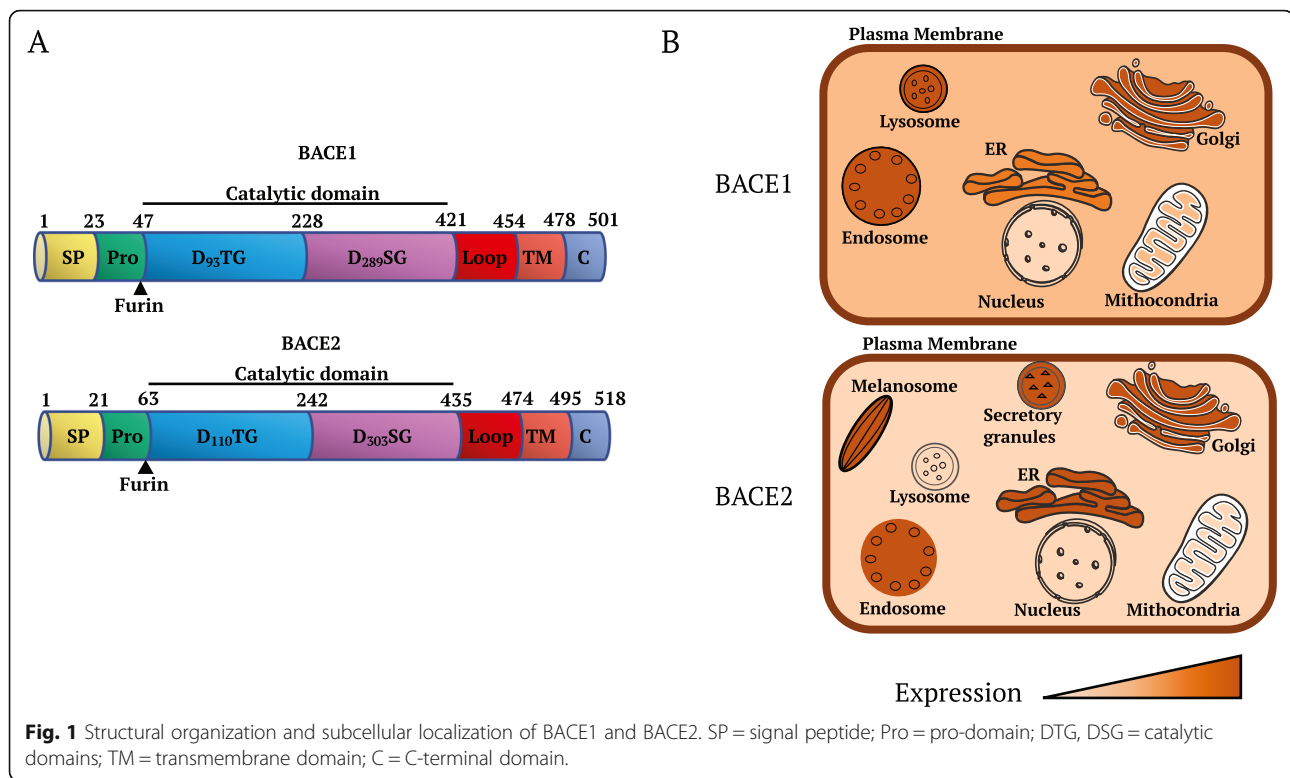 A
BACE1
Catalytic domain
1 23 47 228 421 454 478 501
SP Pro D₉₃TG D₂₈₉SG Loop TM C
Furin
BACE2
Catalytic domain
1 21 63 242 435 474 495 518
SP Pro D₁₁₀TG D₃₀₃SG Loop TM C
Furin
B
Plasma Membrane
BACE1
Lysosome
Golgi
ER
Endosome
Nucleus
Mithocondria
Plasma Membrane
BACE2
Melanosome
Secretory
granules
Golgi
Lysosome
ER
Endosome
Nucleus
Mithocondria
Expression
Fig. 1 Structural organization and subcellular localization of BACE1 and BACE2. SP = signal peptide; Pro = pro-domain; DTG, DSG = catalytic
domains; TM = transmembrane domain; C = C-terminal domain.